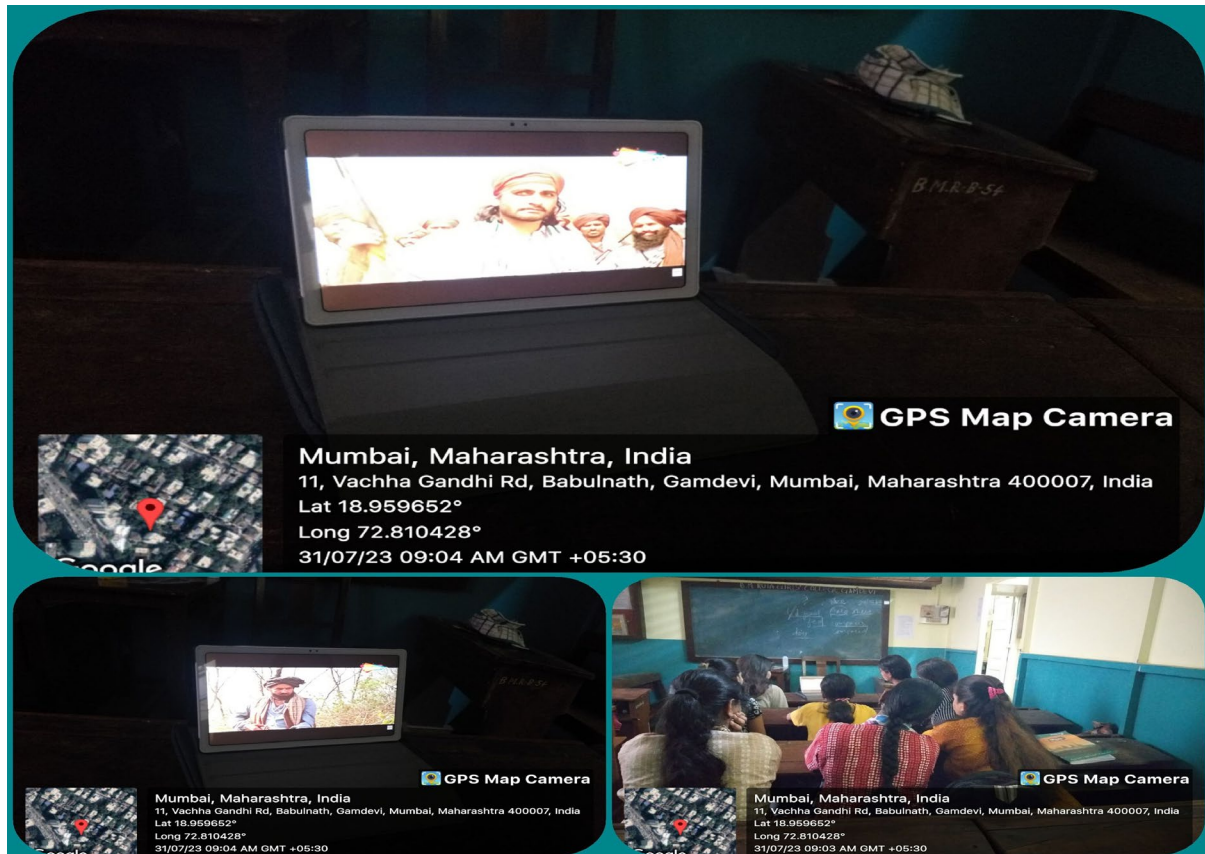 B.M.R-B-54
GPS Map Camera
Mumbai, Maharashtra, India
11, Vachha Gandhi Rd, Babulnath, Gamdevi, Mumbai, Maharashtra 400007, India
Lat 18.959652°
Long 72.810428°
31/07/23 09:04 AM GMT +05:30
Google
GPS Map Camera
Mumbai, Maharashtra, India
11, Vachha Gandhi Rd, Babulnath, Gamdevi, Mumbai, Maharashtra 400007, India
Lat 18.959652°
Long 72.810428°
31/07/23 09:04 AM GMT +05:30
Google
GPS Map Camera
Mumbai, Maharashtra, India
11, Vachha Gandhi Rd, Babulnath, Gamdevi, Mumbai, Maharashtra 400007, India
Lat 18.959652°
Long 72.810428°
31/07/23 09:03 AM GMT +05:30
Google